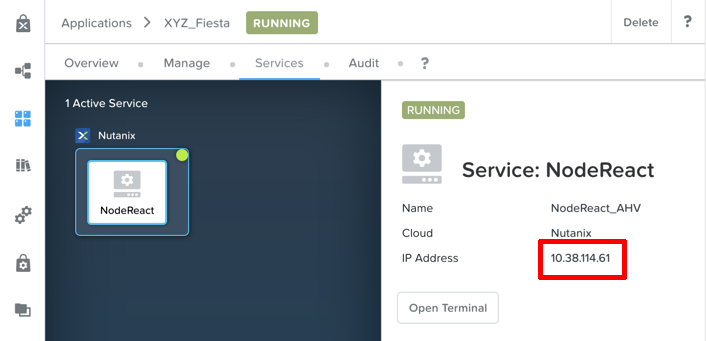 Applications > XYZ_Fiesta RUNNING Delete ?
Overview Manage Services Audit ?
1 Active Service
Nutanix
NodeReact
RUNNING
Service: NodeReact
Name NodeReact_AHV
Cloud Nutanix
IP Address 10.38.114.61
Open Terminal